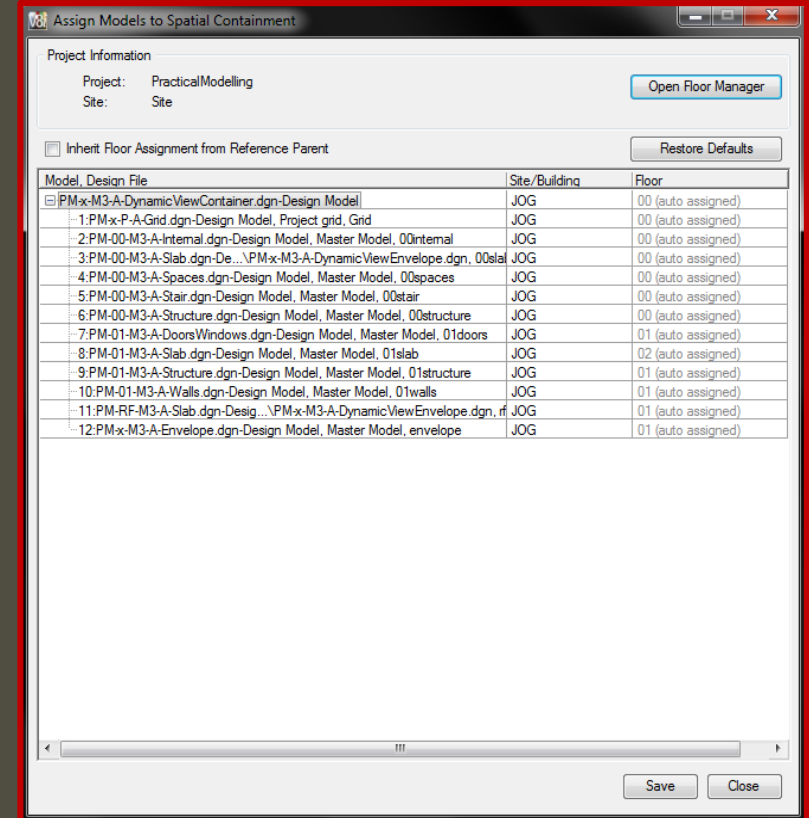 V8i Assign Models to Spatial Containment
Project Information
Project: PracticalModelling
Open Floor Manager
Site: Site
Inherit Floor Assignment from Reference Parent
Restore Defaults
Model, Design File Site/Building Floor
PM-x-M3-A-DynamicViewContainer.dgn-Design Model JOG 00 (auto assigned)
1:PM-x-P-A-Grid.dgn-Design Model, Project grid, Grid JOG 00 (auto assigned)
2:PM-00-M3-A-Internal.dgn-Design Model, Master Model, 00internal JOG 00 (auto assigned)
3:PM-00-M3-A-Slab.dgn-De...\PM-x-M3-A-DynamicViewEnvelope.dgn, 00slal JOG 00 (auto assigned)
4:PM-00-M3-A-Spaces.dgn-Design Model, Master Model, 00spaces JOG 00 (auto assigned)
5:PM-00-M3-A-Stair.dgn-Design Model, Master Model, 00stair JOG 00 (auto assigned)
6:PM-00-M3-A-Structure.dgn-Design Model, Master Model, 00structure JOG 00 (auto assigned)
7:PM-01-M3-A-DoorsWindows.dgn-Design Model, Master Model, 01doors JOG 01 (auto assigned)
8:PM-01-M3-A-Slab.dgn-Design Model, Master Model, 01slab JOG 02 (auto assigned)
9:PM-01-M3-A-Structure.dgn-Design Model, Master Model, 01structure JOG 01 (auto assigned)
10:PM-01-M3-A-Walls.dgn-Design Model, Master Model, 01walls JOG 01 (auto assigned)
11:PM-RF-M3-A-Slab.dgn-Desig...\PM-x-M3-A-DynamicViewEnvelope.dgn, rf JOG 01 (auto assigned)
12:PM-x-M3-A-Envelope.dgn-Design Model, Master Model, envelope JOG 01 (auto assigned)
Save Close